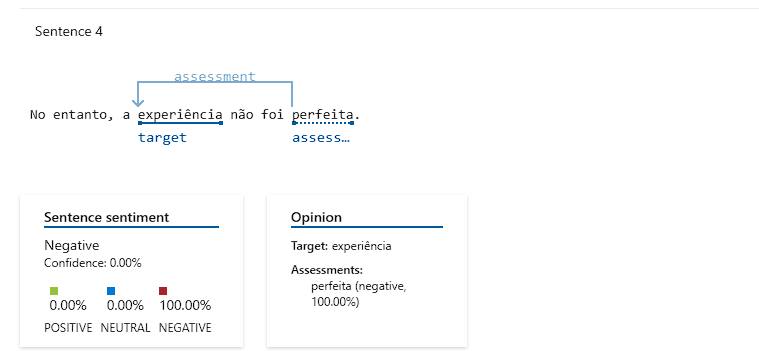 Sentence 4
assessment
No entanto, a experiência não foi perfeita.
target assess…
Sentence sentiment
Negative
Confidence: 0.00%
0.00% 0.00% 100.00%
POSITIVE NEUTRAL NEGATIVE
Opinion
Target: experiência
Assessments:
perfeita (negative,
100.00%)